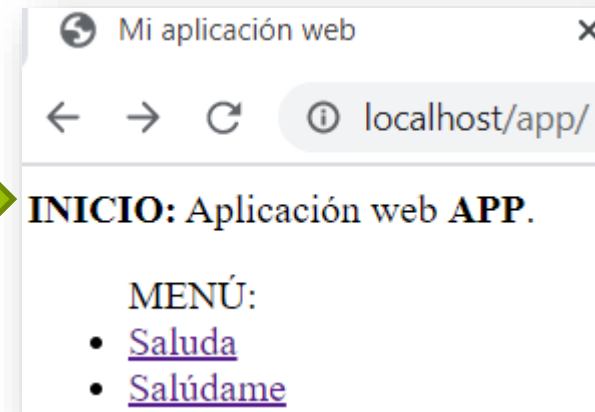 Mi aplicación web
localhost/app/
INICIO: Aplicación web APP.
MENÚ:
Saluda
Salúdame